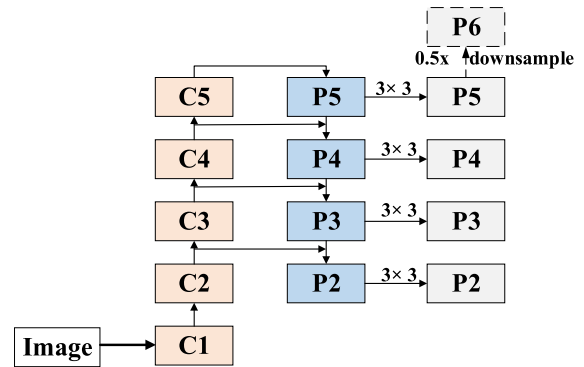 P6
0.5x downsample
C5 P5 3× 3 P5
C4 P4 3× 3 P4
C3 P3 3× 3 P3
C2 P2 3× 3 P2
Image C1